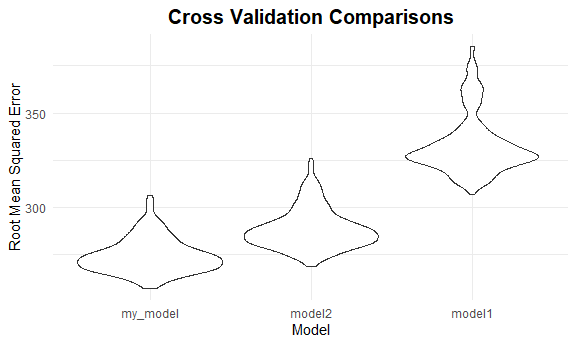 Cross Validation Comparisons
Root Mean Squared Error
350
300
my_model model2 model1
Model